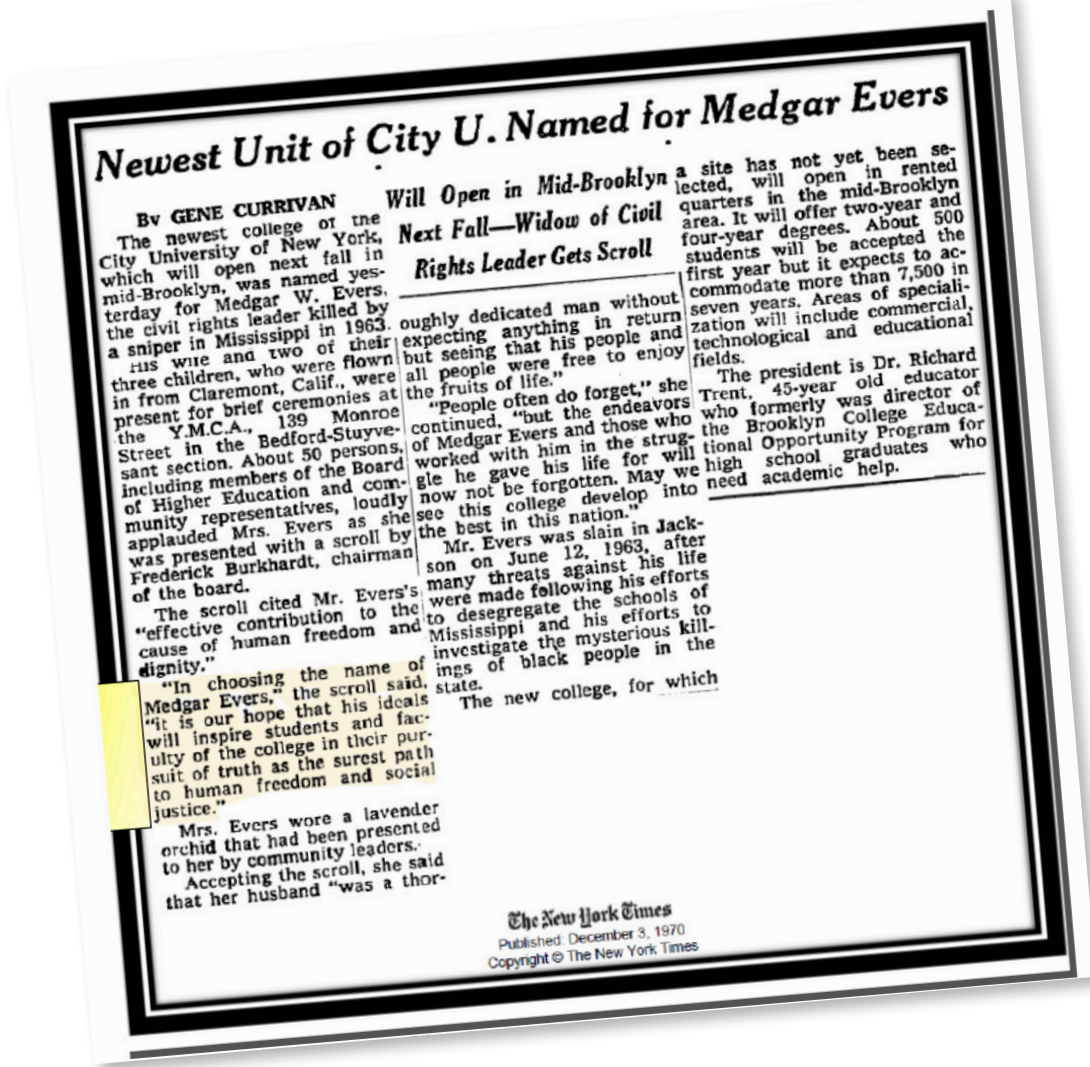 Newest Unit of City U. Named for Medgar Evers
By GENE CURRIVAN
The newest college of the
City University of New York,
which will open next fall in
mid-Brooklyn, was named yes-
terday for Medgar W. Evers,
the civil rights leader killed by
a sniper in Mississippi in 1963.
His wife and two of their
three children, who were flown
in from Claremont, Calif., were
present for brief ceremonies at
the Y.M.C.A., 139 Monroe
Street in the Bedford-Stuyve-
sant section. About 50 persons,
including members of the Board
of Higher Education and com-
munity representatives, loudly
applauded Mrs. Evers as she
was presented with a scroll by
Frederick Burkhardt, chairman
of the board.
The scroll cited Mr. Evers's
"effective contribution to the
cause of human freedom and
dignity."
"In choosing the name of
Medgar Evers," the scroll said,
"it is our hope that his ideals
will inspire students and fac-
ulty of the college in their pur-
suit of truth as the surest path
to human freedom and social
justice."
Mrs. Evers wore a lavender
orchid that had been presented
to her by community leaders.
Accepting the scroll, she said
that her husband "was a thor-
Will Open in Mid-Brooklyn
Next Fall—Widow of Civil
Rights Leader Gets Scroll
oughly dedicated man without
expecting anything in return
but seeing that his people and
all people were free to enjoy
the fruits of life."
"People often do forget," she
continued, "but the endeavors
of Medgar Evers and those who
worked with him in the strug-
gle he gave his life for will
now not be forgotten. May we
see this college develop into
the best in this nation."
Mr. Evers was slain in Jack-
son on June 12, 1963, after
many threats against his life
were made following his efforts
to desegregate the schools of
Mississippi and his efforts to
investigate the mysterious kill-
ings of black people in the
state.
The new college, for which
a site has not yet been se-
lected, will open in rented
quarters in the mid-Brooklyn
area. It will offer two-year and
four-year degrees. About 500
students will be accepted the
first year but it expects to ac-
commodate more than 7,500 in
seven years. Areas of speciali-
zation will include commercial,
technological and educational
fields.
The president is Dr. Richard
Trent, 45-year old educator
who formerly was director of
the Brooklyn College Educa-
tional Opportunity Program for
high school graduates who
need academic help.
The New York Times
Published: December 3, 1970
Copyright © The New York Times